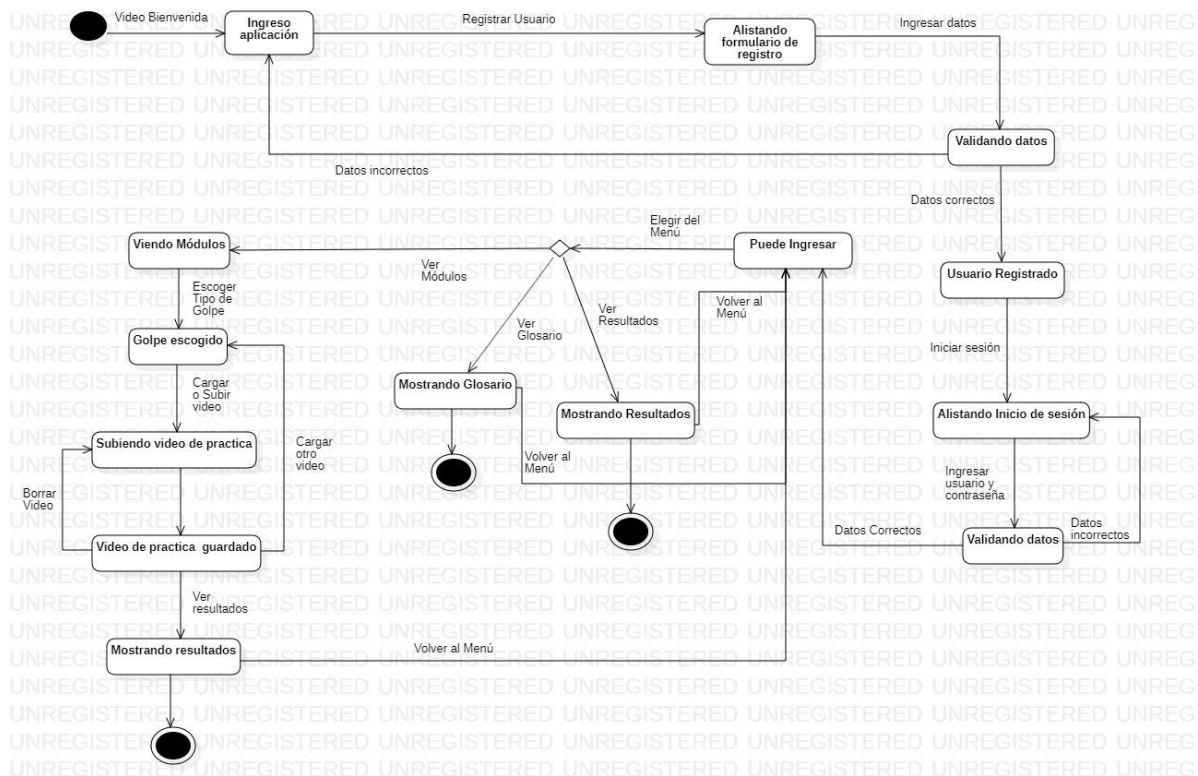 Video Bienvenida
Ingreso
aplicación
Registrar Usuario
Alistando
formulario de
registro
Ingresar datos
Validando datos
Datos incorrectos
Datos correctos
Elegir del
Menú
Viendo Módulos
Puede Ingresar
Ver
Módulos
Usuario Registrado
Escoger
Tipo de
Golpe
Ver
Glosario
Ver
Resultados
Volver al
Menú
Golpe escogido
Iniciar sesión
Cargar
o Subir
video
Mostrando Glosario
Mostrando Resultados
Alistando Inicio de sesión
Subiendo video de practica
Cargar
otro
video
Volver al
Menú
Ingresar
usuario y
contraseña
Borrar
Video
Datos Correctos
Datos
incorrectos
Video de practica  guardado
Validando datos
Ver
resultados
Mostrando resultados
Volver al Menú
UNREGISTERED